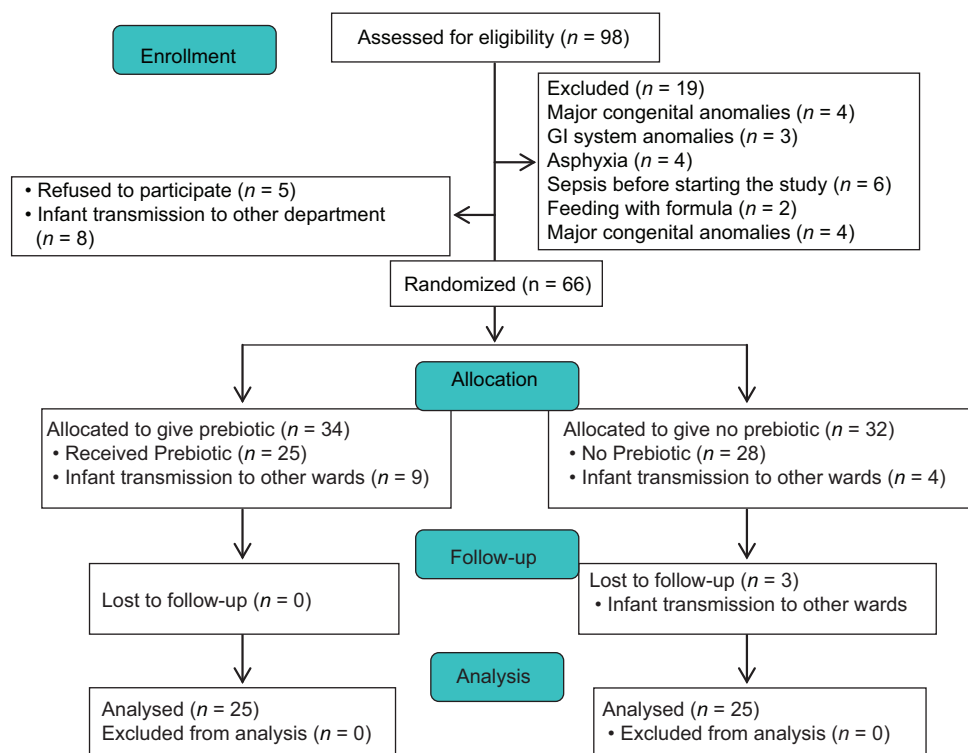 Enrollment
Assessed for eligibility (n = 98)
Excluded (n = 19)
Major congenital anomalies (n = 4)
GI system anomalies (n = 3)
Asphyxia (n = 4)
Sepsis before starting the study (n = 6)
Feeding with formula (n = 2)
Major congenital anomalies (n = 4)
• Refused to participate (n = 5)
• Infant transmission to other department
(n = 8)
Randomized (n = 66)
Allocation
Allocated to give prebiotic (n = 34)
• Received Prebiotic (n = 25)
• Infant transmission to other wards (n = 9)
Allocated to give no prebiotic (n = 32)
• No Prebiotic (n = 28)
• Infant transmission to other wards (n = 4)
Follow-up
Lost to follow-up (n = 0)
Lost to follow-up (n = 3)
• Infant transmission to other wards
Analysis
Analysed (n = 25)
Excluded from analysis (n = 0)
Analysed (n = 25)
• Excluded from analysis (n = 0)